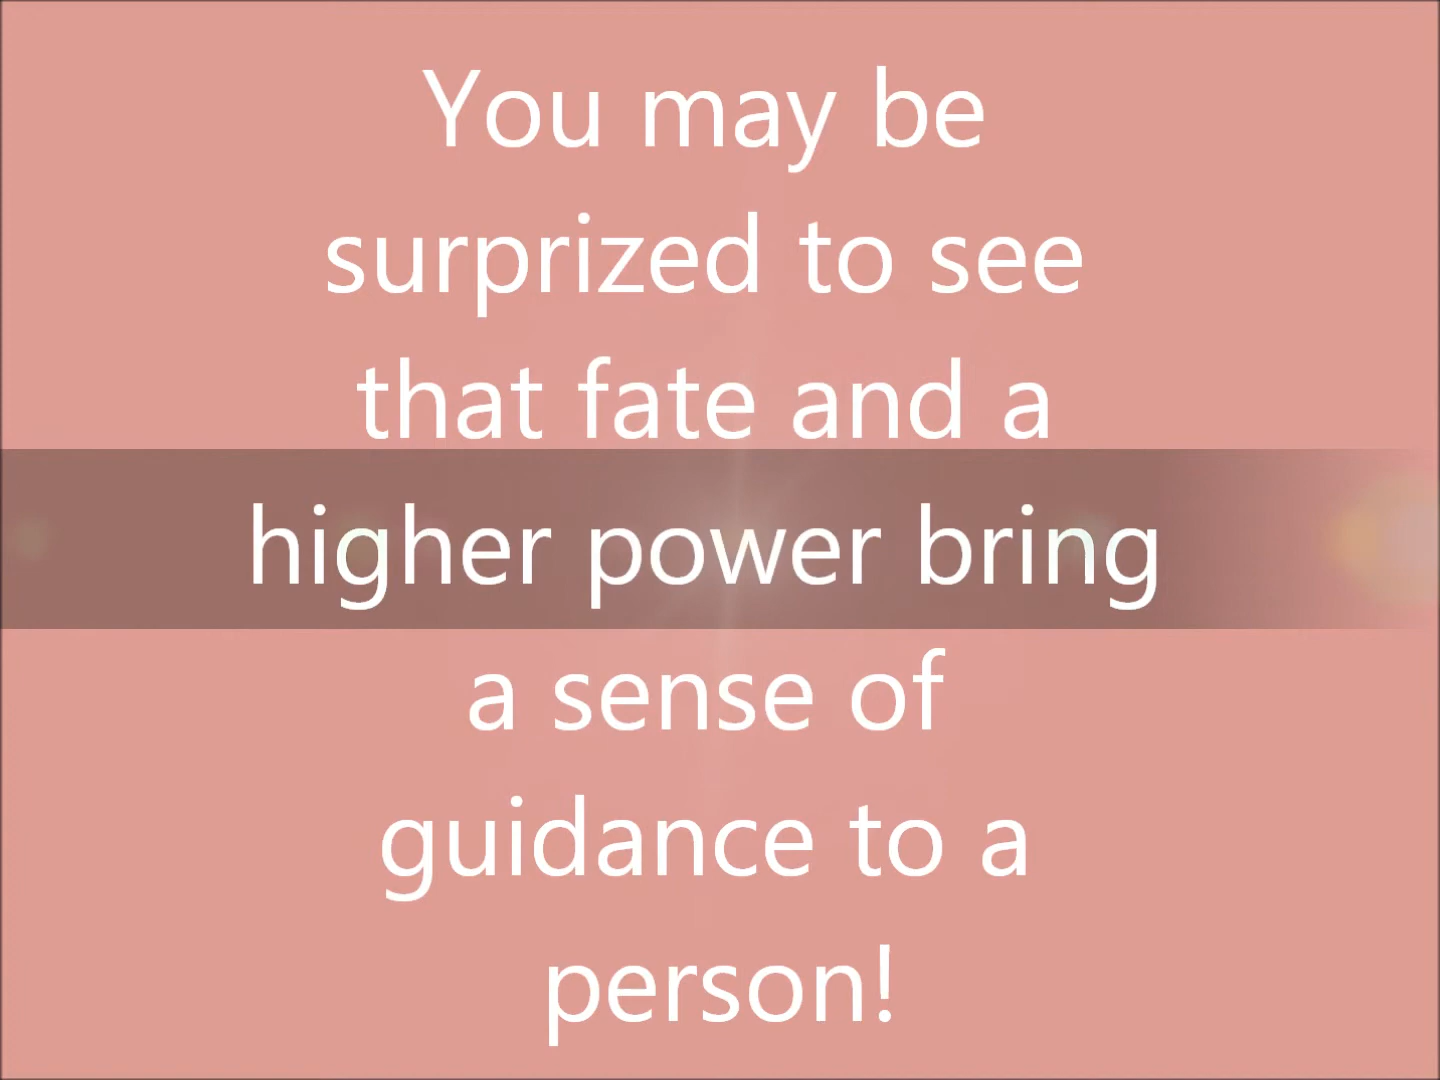 You may be
surprized to see
that fate and a
higher power bring
a sense of
guidance to a
person!